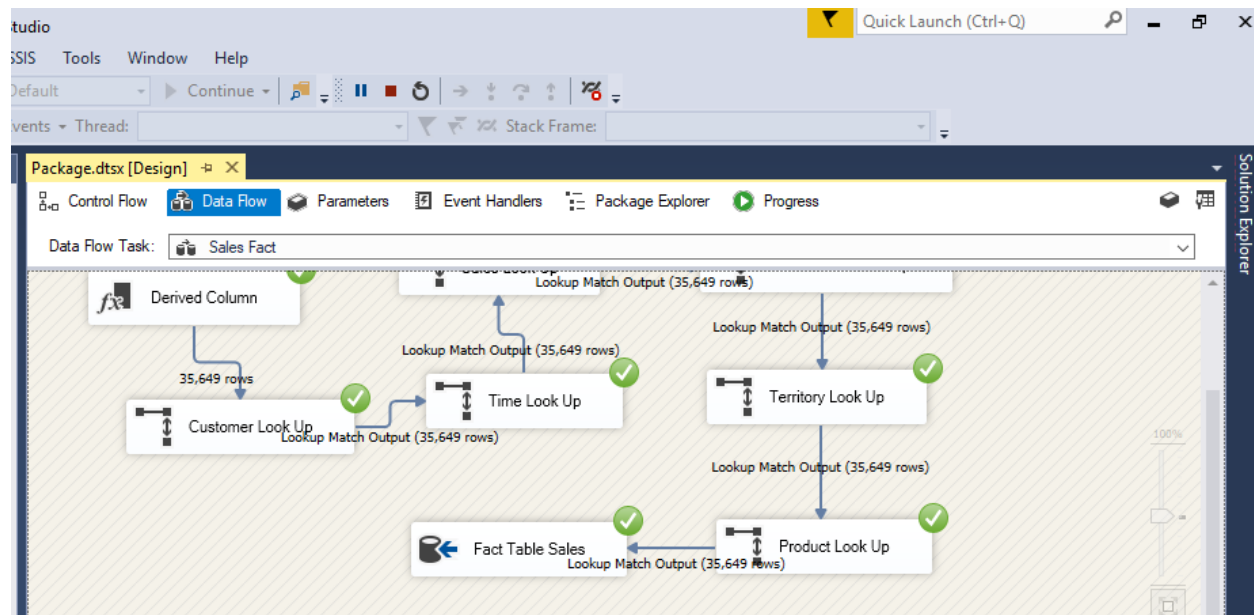 tudio
Quick Launch (Ctrl+Q)
SSIS Tools Window Help
Default Continue
vents Thread: Stack Frame:
Package.dtsx [Design]
Solution Explorer
Control Flow Data Flow Parameters Event Handlers Package Explorer Progress
Data Flow Task: Sales Fact
Lookup Match Output (35,649 rows)
Derived Column
Lookup Match Output (35,649 rows)
Lookup Match Output (35,649 rows)
35,649 rows
Time Look Up
Territory Look Up
Customer Look Up
Lookup Match Output (35,649 rows)
100%
Lookup Match Output (35,649 rows)
Fact Table Sales
Product Look Up
Lookup Match Output (35,649 rows)